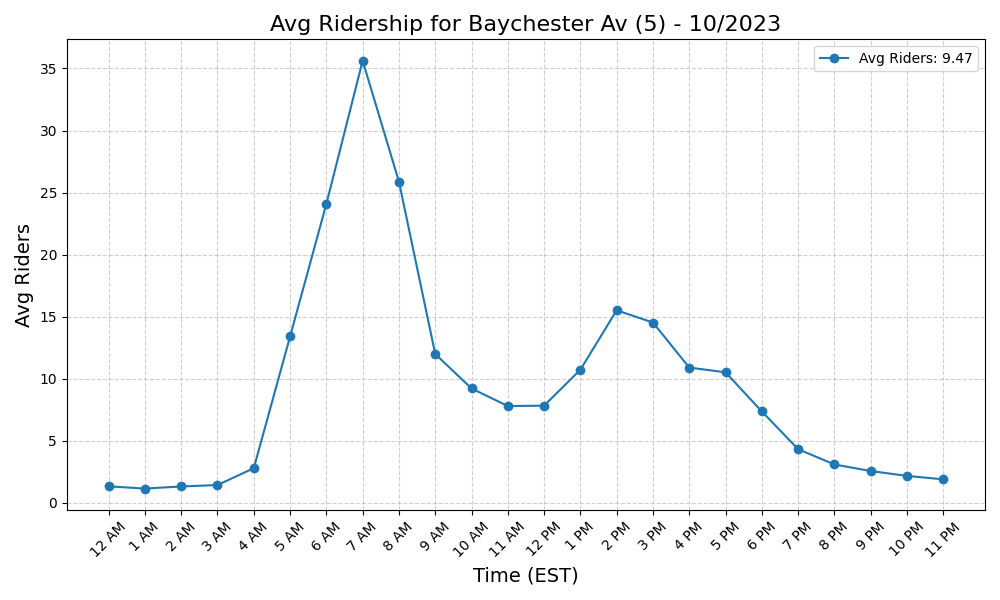 Avg Ridership for Baychester Av (5) - 10/2023
Avg Riders: 9.47
Avg Riders
35
30
25
20
15
10
5
0
12 AM
1 AM
2 AM
3 AM
4 AM
5 AM
6 AM
7 AM
8 AM
9 AM
10 AM
11 AM
12 PM
1 PM
2 PM
3 PM
4 PM
5 PM
6 PM
7 PM
8 PM
9 PM
10 PM
11 PM
Time (EST)